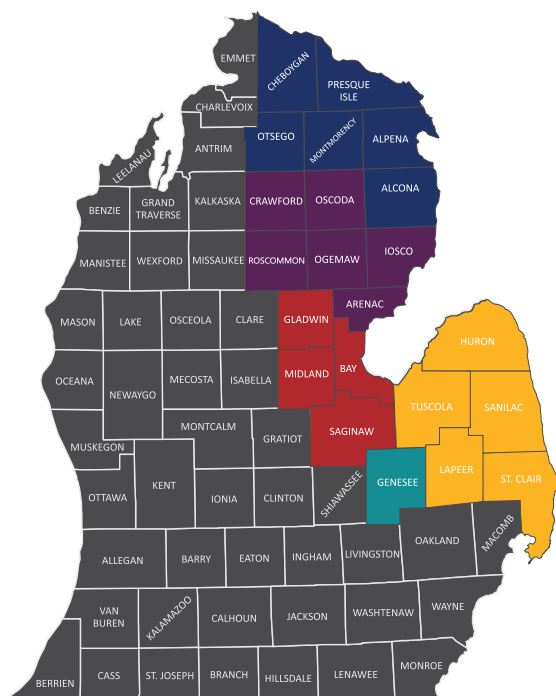 EMMET
CHEBOYGAN
PRESQUE
ISLE
CHARLEVOIX
OTSEGO
MONTMORENCY
ALPENA
ANTRIM
LEELANAU
BENZIE
GRAND
TRAVERSE
KALKASKA
CRAWFORD
OSCODA
ALCONA
MANISTEE
WEXFORD
MISSAUKEE
ROSCOMMON
OGEMAW
IOSCO
ARENAC
MASON
LAKE
OSCEOLA
CLARE
GLADWIN
HURON
OCEANA
NEWAYGO
MECOSTA
ISABELLA
MIDLAND
BAY
TUSCOLA
SANILAC
MUSKEGON
MONTCALM
GRATIOT
SAGINAW
OTTAWA
KENT
IONIA
CLINTON
SHIAWASSEE
GENESEE
LAPEER
ST. CLAIR
ALLEGAN
BARRY
EATON
INGHAM
LIVINGSTON
OAKLAND
MACOMB
VAN
BUREN
KALAMAZOO
CALHOUN
JACKSON
WASHTENAW
WAYNE
BERRIEN
CASS
ST. JOSEPH
BRANCH
HILLSDALE
LENAWEE
MONROE